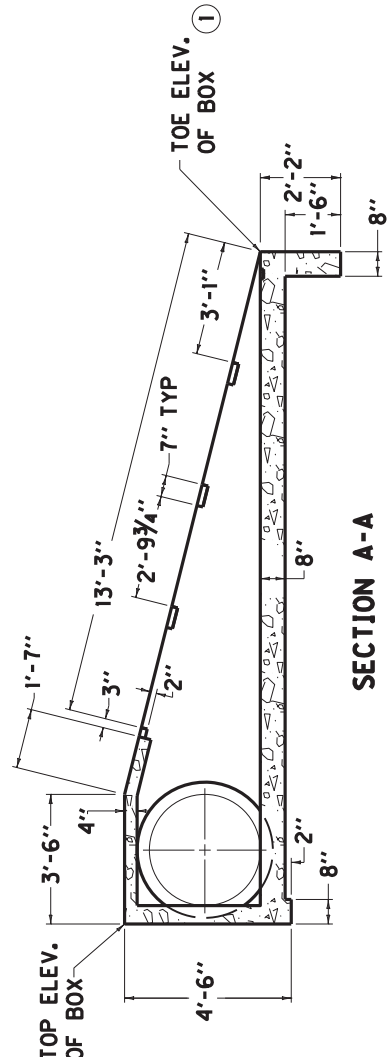 TOP ELEV.
OF BOX
3'-6"
1'-7"
4"
3"
13'-3"
2'-9¾"
7" TYP
3'-1"
TOE ELEV.
OF BOX
1
2"
4'-6"
8"
2"
8"
2'-2"
1'-6"
8"
SECTION A-A